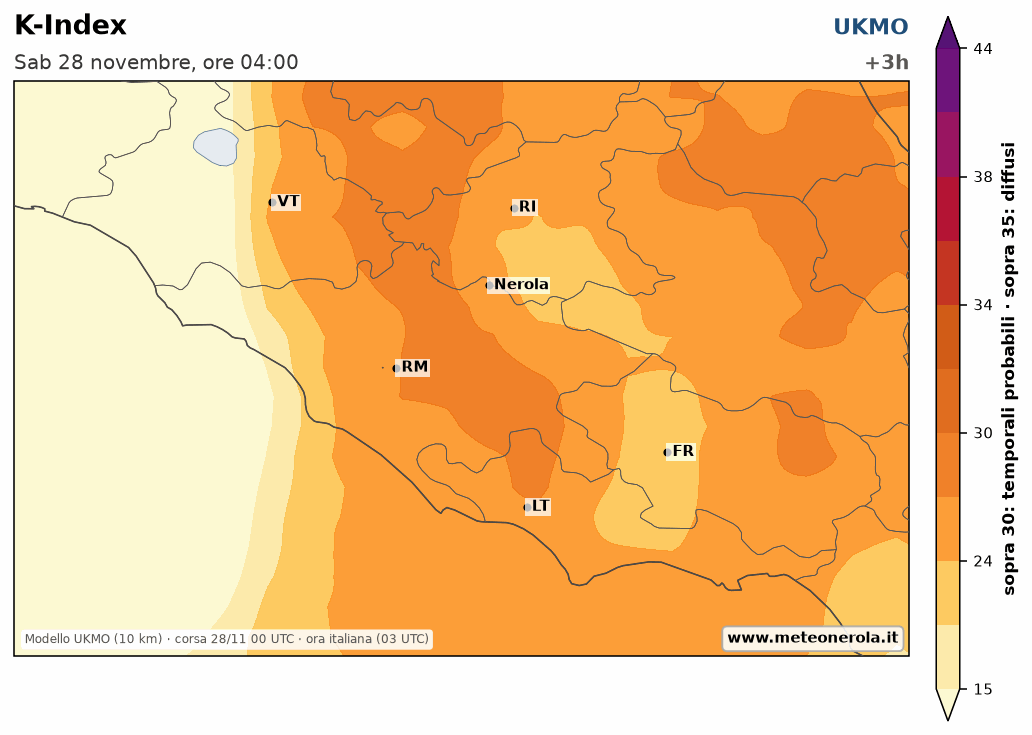 K-Index
UKMO
Sab 28 novembre, ore 04:00
+3h
VT
RI
Nerola
RM
FR
LT
Modello UKMO (10 km) · corsa 28/11 00 UTC · ora italiana (03 UTC)
www.meteonerola.it
44
38
34
30
24
15
sopra 30: temporali probabili · sopra 35: diffusi